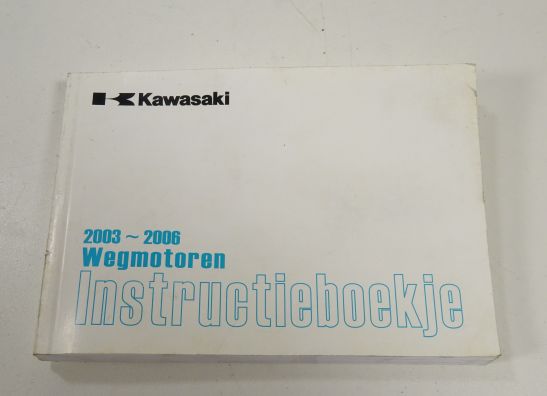 Kawasaki
2003 ~ 2006
Wegmotoren
Instructieboekje